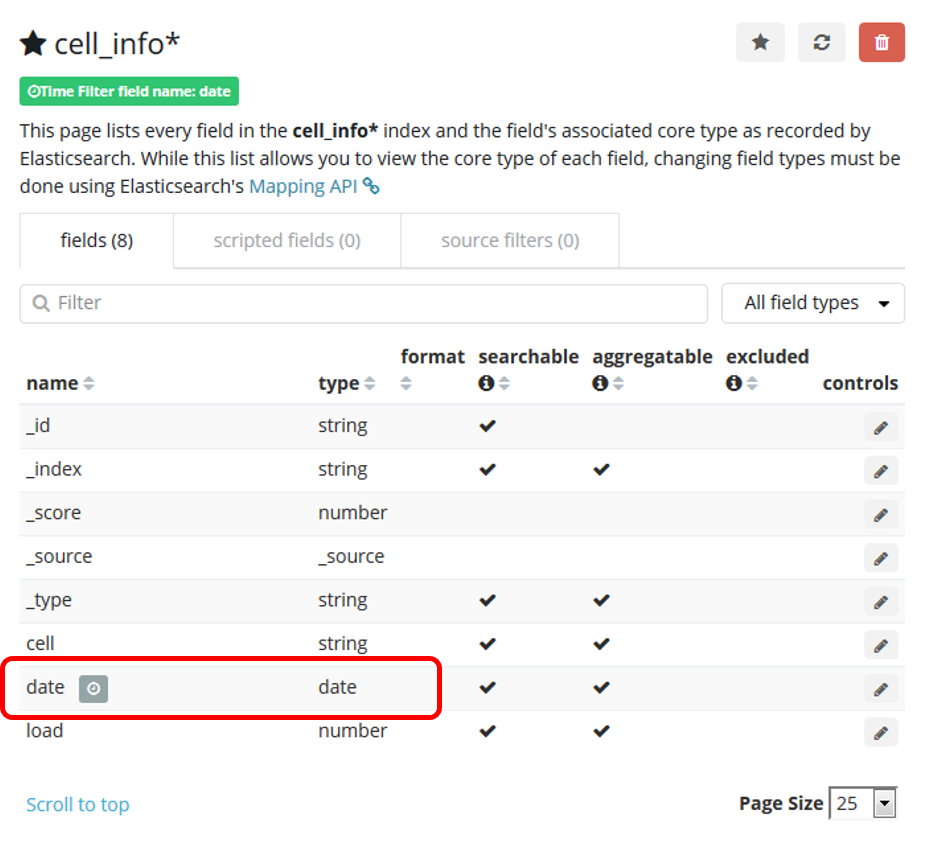 cell_info*
Time Filter field name: date
This page lists every field in the cell_info* index and the field's associated core type as recorded by
Elasticsearch. While this list allows you to view the core type of each field, changing field types must be
done using Elasticsearch's Mapping API
fields (8) scripted fields (0) source filters (0)
Filter All field types
name type format searchable aggregatable excluded controls
_id string
_index string
_score number
_source _source
_type string
cell string
date date
load number
Scroll to top Page Size 25